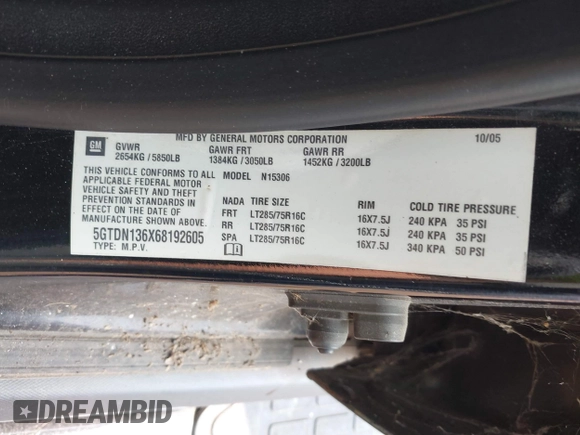 MFD BY GENERAL MOTORS CORPORATION 10/05
GM
GVWR GAWR FRT GAWR RR
2654KG / 5850LB 1384KG / 3050LB 1452KG / 3200LB
THIS VEHICLE CONFORMS TO ALL
APPLICABLE FEDERAL MOTOR
VEHICLE SAFETY AND THEFT
PREVENTION STANDARDS IN
EFFECT ON THE DATE OF
MANUFACTURE SHOWN ABOVE.
5GTDN136X68192605
TYPE: M.P.V.
MODEL N15306
NADA TIRE SIZE RIM COLD TIRE PRESSURE
FRT LT285/75R16C 16X7.5J 240 KPA 35 PSI
RR LT285/75R16C 16X7.5J 240 KPA 35 PSI
SPA LT285/75R16C 16X7.5J 340 KPA 50 PSI
DREAMBID